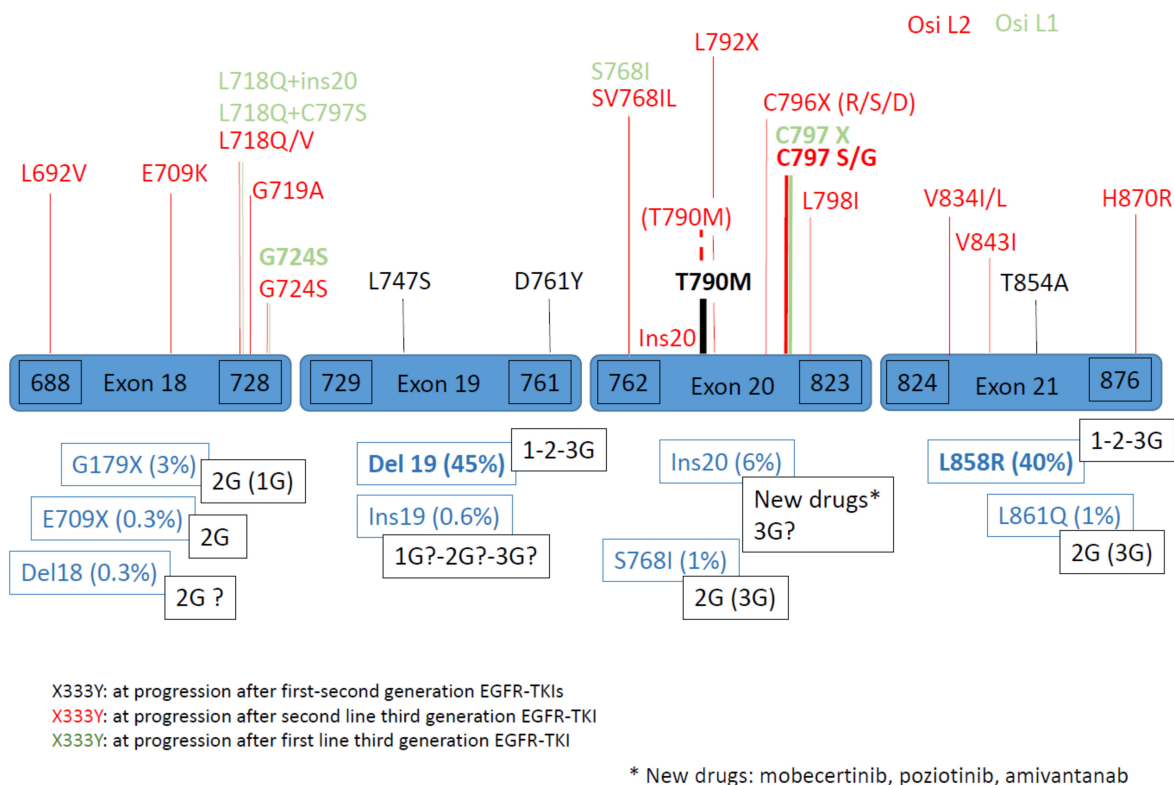 Osi L2 Osi L1
L792X
L718Q+ins20
S768I
SV768IL
C796X (R/S/D)
L718Q+C797S
L718Q/V
C797 X
C797 S/G
L692V
E709K
G719A
(T790M)
L798I
V834I/L
H870R
V843I
G724S
G724S
L747S
D761Y
T790M
T854A
Ins20
688 Exon 18 728
729 Exon 19 761
762 Exon 20 823
824 Exon 21 876
G179X (3%)
2G (1G)
E709X (0.3%)
2G
Del18 (0.3%)
2G ?
Del 19 (45%)
1-2-3G
Ins19 (0.6%)
1G?-2G?-3G?
Ins20 (6%)
New drugs*
3G?
S768I (1%)
2G (3G)
L858R (40%)
1-2-3G
L861Q (1%)
2G (3G)
X333Y: at progression after first-second generation EGFR-TKIs
X333Y: at progression after second line third generation EGFR-TKI
X333Y: at progression after first line third generation EGFR-TKI
* New drugs: mobecertinib, poziotinib, amivantanab